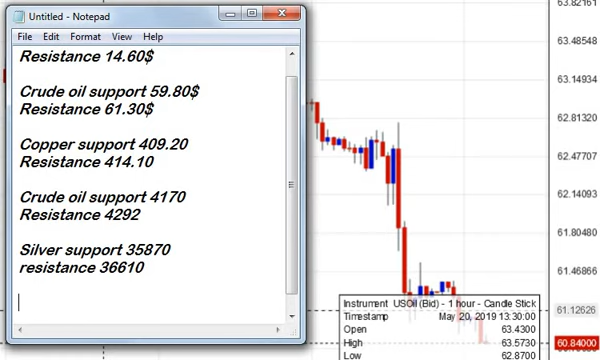 Untitled - Notepad
File Edit Format View Help
Resistance 14.60$
Crude oil support 59.80$
Resistance 61.30$
Copper support 409.20
Resistance 414.10
Crude oil support 4170
Resistance 4292
Silver support 35870
resistance 36610
63.82161
63.48548
63.14934
62.81320
62.47707
62.14093
61.80480
61.46866
61.12626
60.84000
Instrument USOil (Bid) - 1 hour - Candle Stick
Timestamp May 20, 2019 13:30:00
Open 63.4300
High 63.5730
Low 62.8700